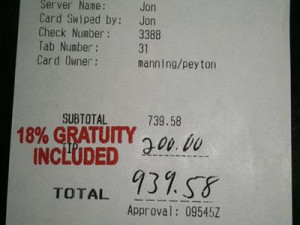 Server Name: Jon
Card Swiped by: Jon
Check Number: 3388
Tab Number: 31
Card Owner: manning/peyton
SUBTOTAL 739.58
18% GRATUITY
TIP 200.00
INCLUDED
TOTAL 939.58
Approval: 09545Z